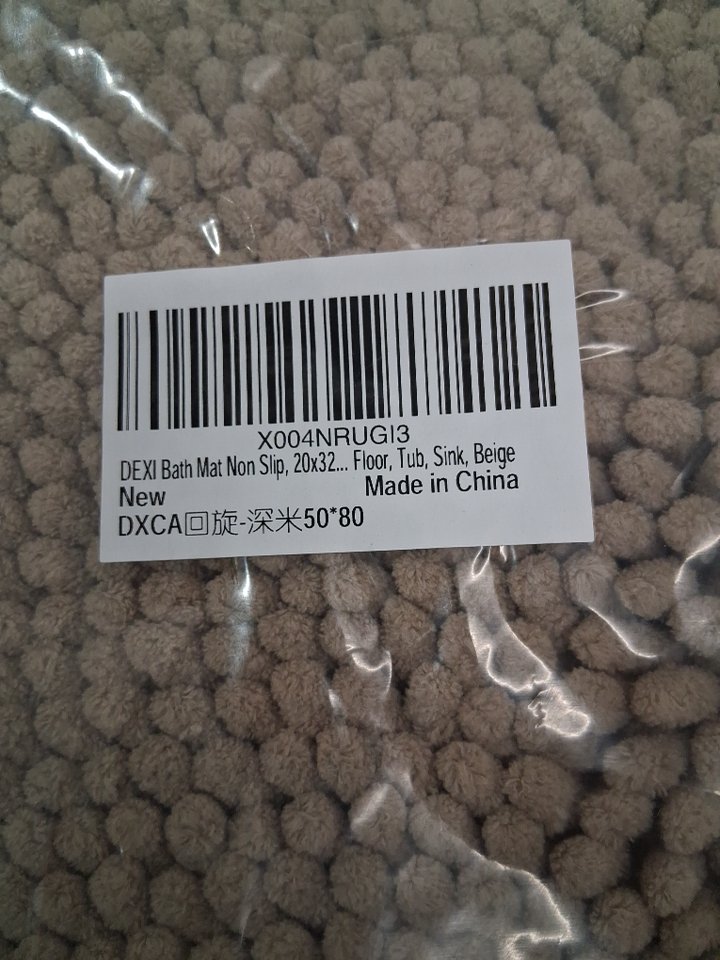 X004NRUGI3
DEXI Bath Mat Non Slip, 20x32... Floor, Tub, Sink, Beige
New Made in China
DXCA回旋-深米50*80